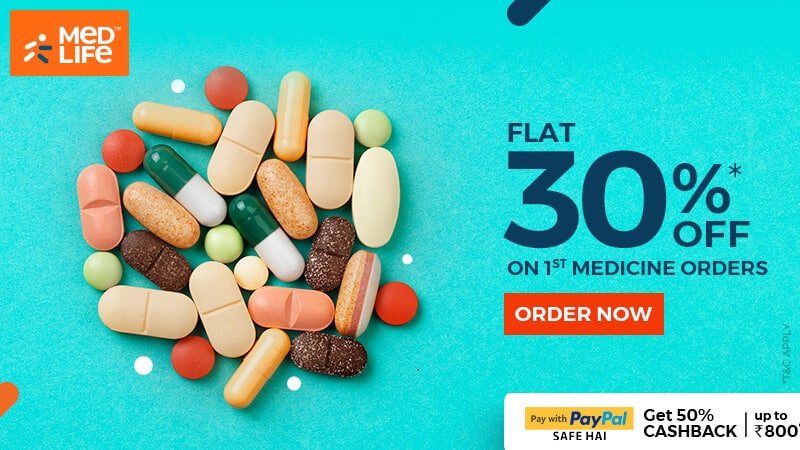 MED™
LIFE
FLAT
30%* OFF
ON 1ST MEDICINE ORDERS
ORDER NOW
*T&C APPLY
Pay with PayPal
SAFE HAI
Get 50%
CASHBACK
up to
₹800*